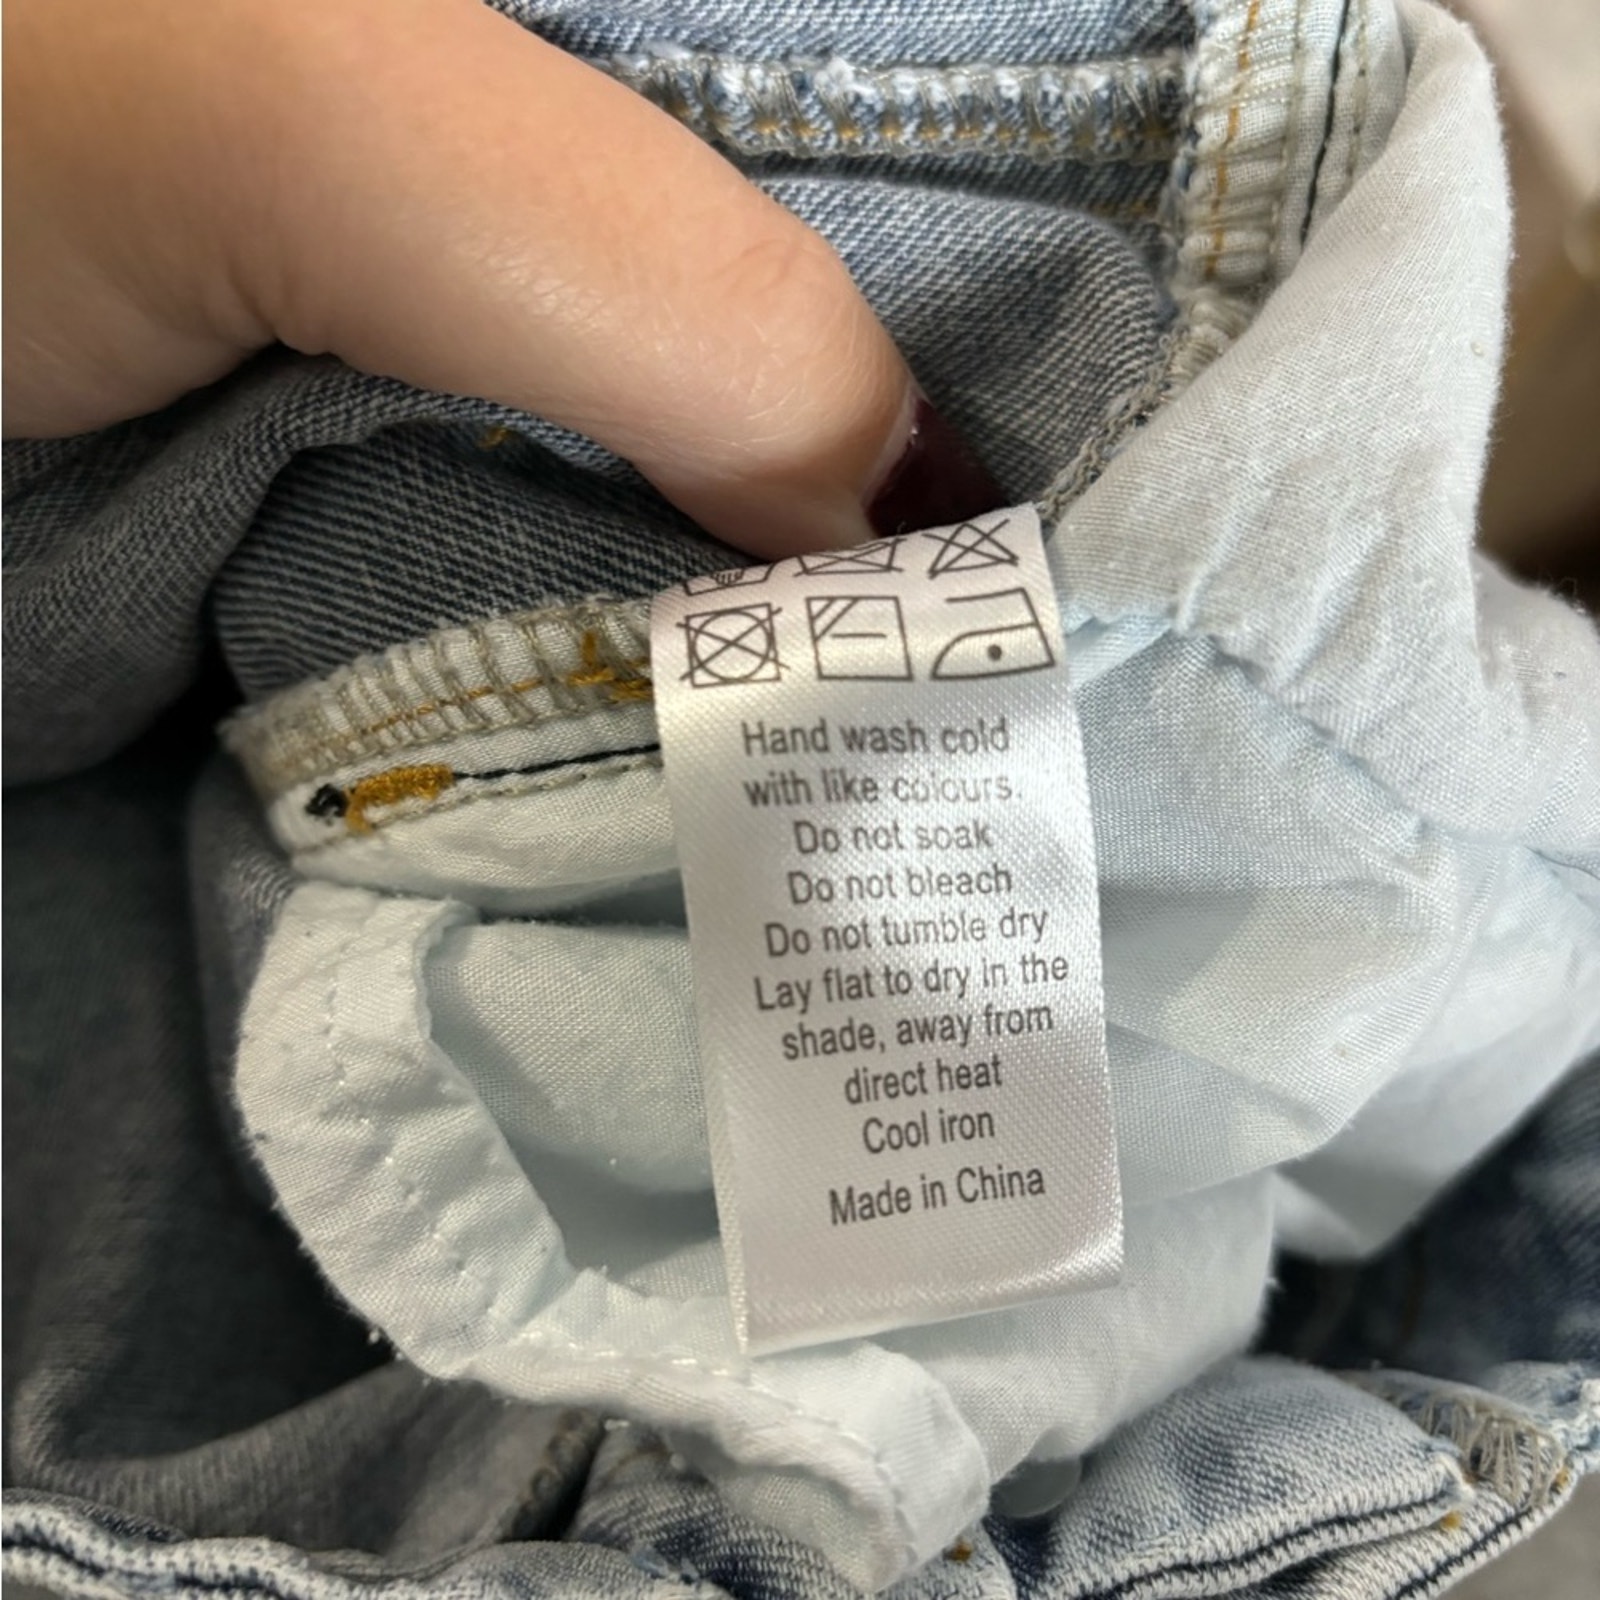 Hand wash cold
with like colours.
Do not soak
Do not bleach
Do not tumble dry
Lay flat to dry in the
shade, away from
direct heat
Cool iron
Made in China